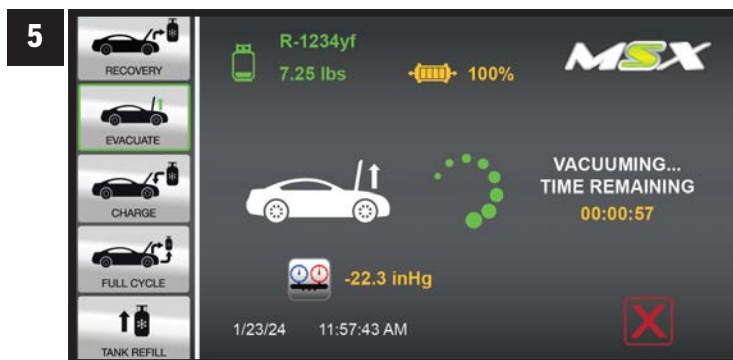 5
RECOVERY
EVACUATE
CHARGE
FULL CYCLE
TANK REFILL
R-1234yf
7.25 lbs
100%
MSX
VACUUMING...
TIME REMAINING
00:00:57
-22.3 inHg
1/23/24 11:57:43 AM
X